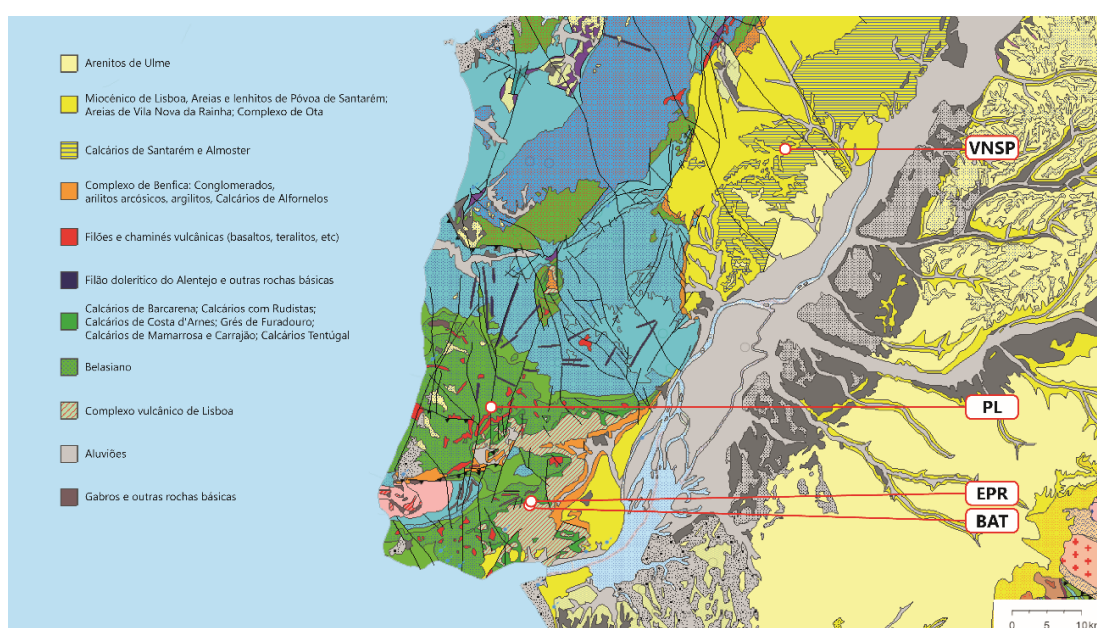 Arenitos de Ulme
Miocénico de Lisboa, Areias e lenhitos de Póvoa de Santarém;
Areias de Vila Nova da Rainha; Complexo de Ota
Calcários de Santarém e Almoster
Complexo de Benfica: Conglomerados,
arilitos arcósicos, argilitos, Calcários de Alfornelos
Filões e chaminés vulcânicas (basaltos, teralitos, etc)
Filão dolerítico do Alentejo e outras rochas básicas
Calcários de Barcarena; Calcários com Rudistas;
Calcários de Costa d'Arnes; Grés de Furadouro;
Calcários de Mamarrosa e Carrajão; Calcários Tentúgal
Belasiano
Complexo vulcânico de Lisboa
Aluviões
Gabros e outras rochas básicas
VNSP
PL
EPR
BAT
0 5 10km